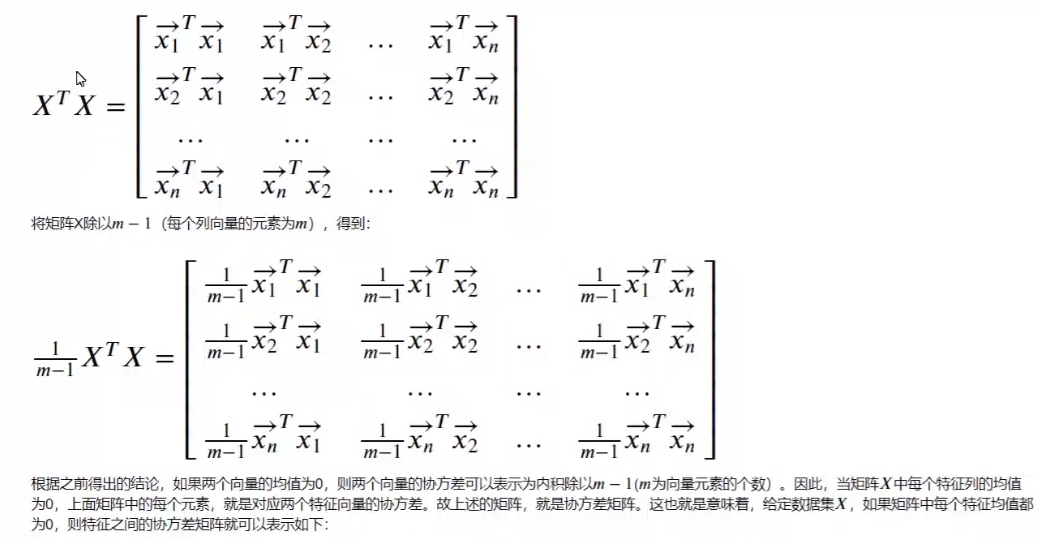 $X^T X = \begin{bmatrix} \overrightarrow{x_1}^T \overrightarrow{x_1} & \overrightarrow{x_1}^T \overrightarrow{x_2} & \dots & \overrightarrow{x_1}^T \overrightarrow{x_n} \\ \overrightarrow{x_2}^T \overrightarrow{x_1} & \overrightarrow{x_2}^T \overrightarrow{x_2} & \dots & \overrightarrow{x_2}^T \overrightarrow{x_n} \\ \dots & \dots & \dots & \dots \\ \overrightarrow{x_n}^T \overrightarrow{x_1} & \overrightarrow{x_n}^T \overrightarrow{x_2} & \dots & \overrightarrow{x_n}^T \overrightarrow{x_n} \end{bmatrix}$
将矩阵X除以$m-1$（每个列向量的元素为$m$），得到：
$\frac{1}{m-1} X^T X = \begin{bmatrix} \frac{1}{m-1}\overrightarrow{x_1}^T \overrightarrow{x_1} & \frac{1}{m-1}\overrightarrow{x_1}^T \overrightarrow{x_2} & \dots & \frac{1}{m-1}\overrightarrow{x_1}^T \overrightarrow{x_n} \\ \frac{1}{m-1}\overrightarrow{x_2}^T \overrightarrow{x_1} & \frac{1}{m-1}\overrightarrow{x_2}^T \overrightarrow{x_2} & \dots & \frac{1}{m-1}\overrightarrow{x_2}^T \overrightarrow{x_n} \\ \dots & \dots & \dots & \dots \\ \frac{1}{m-1}\overrightarrow{x_n}^T \overrightarrow{x_1} & \frac{1}{m-1}\overrightarrow{x_n}^T \overrightarrow{x_2} & \dots & \frac{1}{m-1}\overrightarrow{x_n}^T \overrightarrow{x_n} \end{bmatrix}$
根据之前得出的结论，如果两个向量的均值为0，则两个向量的协方差可以表示为内积除以$m-1$($m$为向量元素的个数）。因此，当矩阵$X$中每个特征列的均值
为0，上面矩阵中的每个元素，就是对应两个特征向量的协方差。故上述的矩阵，就是协方差矩阵。这也就是意味着，给定数据集$X$，如果矩阵中每个特征均值都
为0，则特征之间的协方差矩阵就可以表示如下：